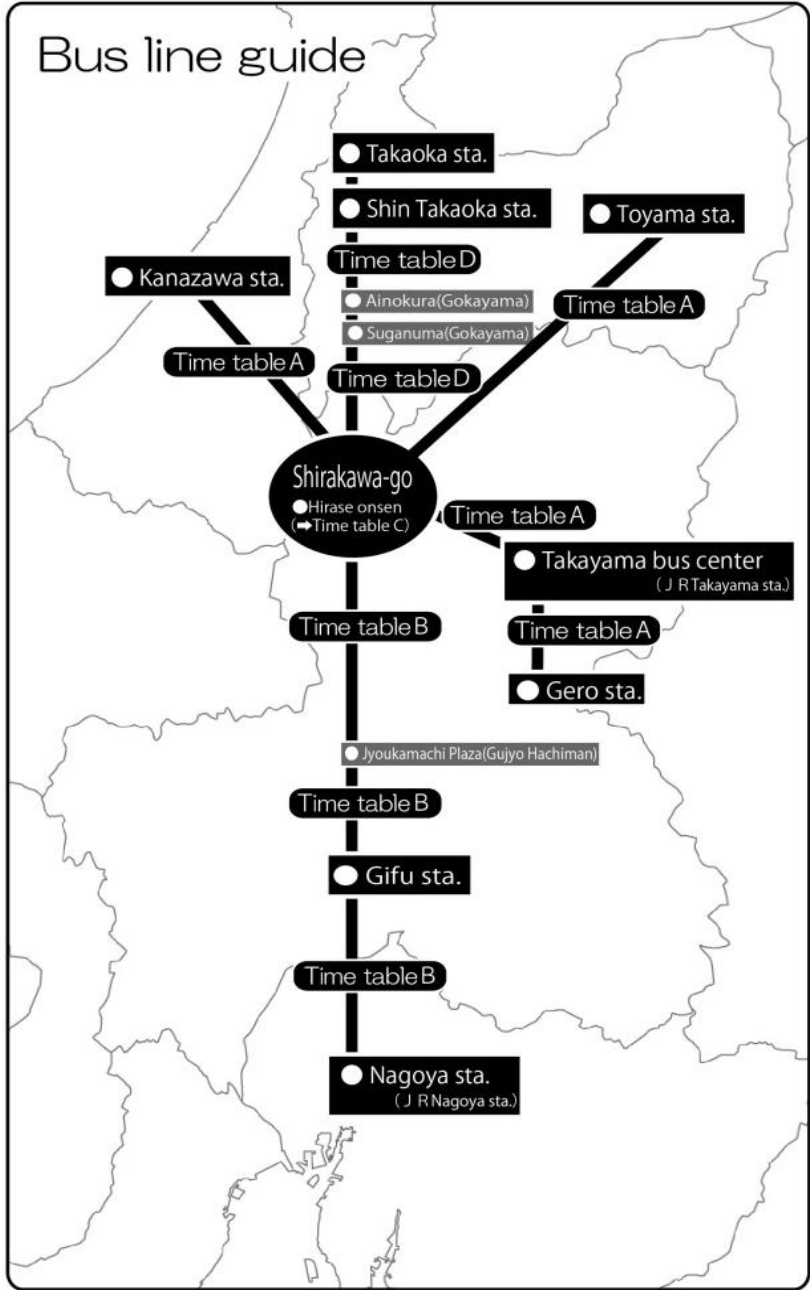 Bus line guide
Takaoka sta.
Shin Takaoka sta.
Toyama sta.
Time table D
Kanazawa sta.
Ainokura(Gokayama)
Time table A
Suganuma(Gokayama)
Time table A
Time table D
Shirakawa-go
Hirase onsen
(➡Time table C)
Time table A
Takayama bus center
(ＪＲTakayama sta.)
Time table B
Time table A
Gero sta.
Jyoukamachi Plaza(Gujyo Hachiman)
Time table B
Gifu sta.
Time table B
Nagoya sta.
(ＪＲNagoya sta.)